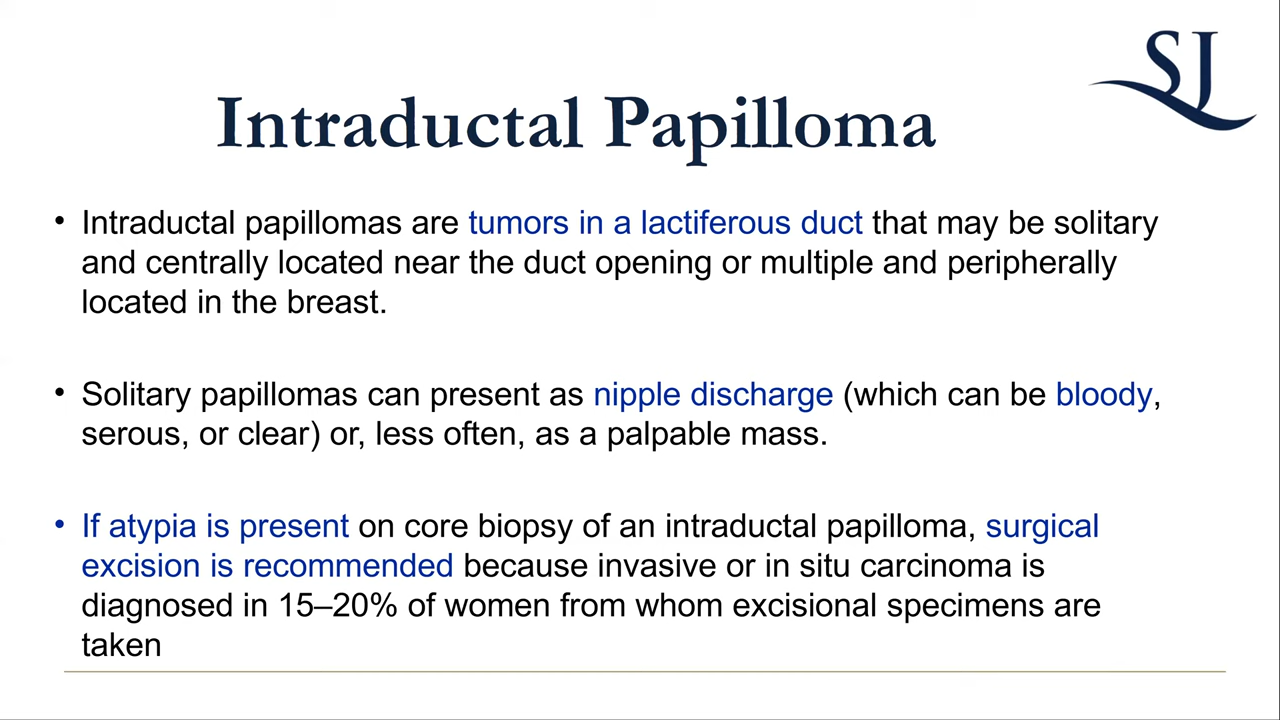 SJ
Intraductal Papilloma
• Intraductal papillomas are tumors in a lactiferous duct that may be solitary
and centrally located near the duct opening or multiple and peripherally
located in the breast.
• Solitary papillomas can present as nipple discharge (which can be bloody,
serous, or clear) or, less often, as a palpable mass.
• If atypia is present on core biopsy of an intraductal papilloma, surgical
excision is recommended because invasive or in situ carcinoma is
diagnosed in 15–20% of women from whom excisional specimens are
taken